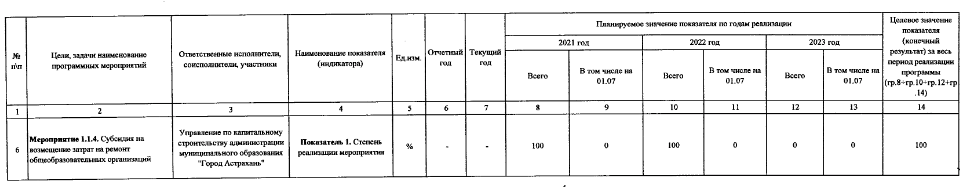 Планируемое значение показателя по годам реализации
№ п\п
Цели, задачи наименование программных мероприятий
Ответственные исполнители, соисполнители, участники
Наименование показателя (индикатора)
Ед.изм.
Отчетный год
Текущий год
2021 год
2022 год
2023 год
Целевое значение показателя (конечный результат) за весь период реализации программы (гр.8+гр.10+гр.12+гр.14)
Всего
В том числе на 01.07
Всего
В том числе на 01.07
Всего
В том числе на 01.07
1 2 3 4 5 6 7 8 9 10 11 12 13 14
6
Мероприятие 1.1.4. Субсидия на
возмещение затрат на ремонт
общеобразовательных организаций
Управление по капитальному
строительству администрации
муниципального образования
"Город Астрахань"
Показатель 1. Степень
реализации мероприятия
% - - 100 0 100 0 0 0 100